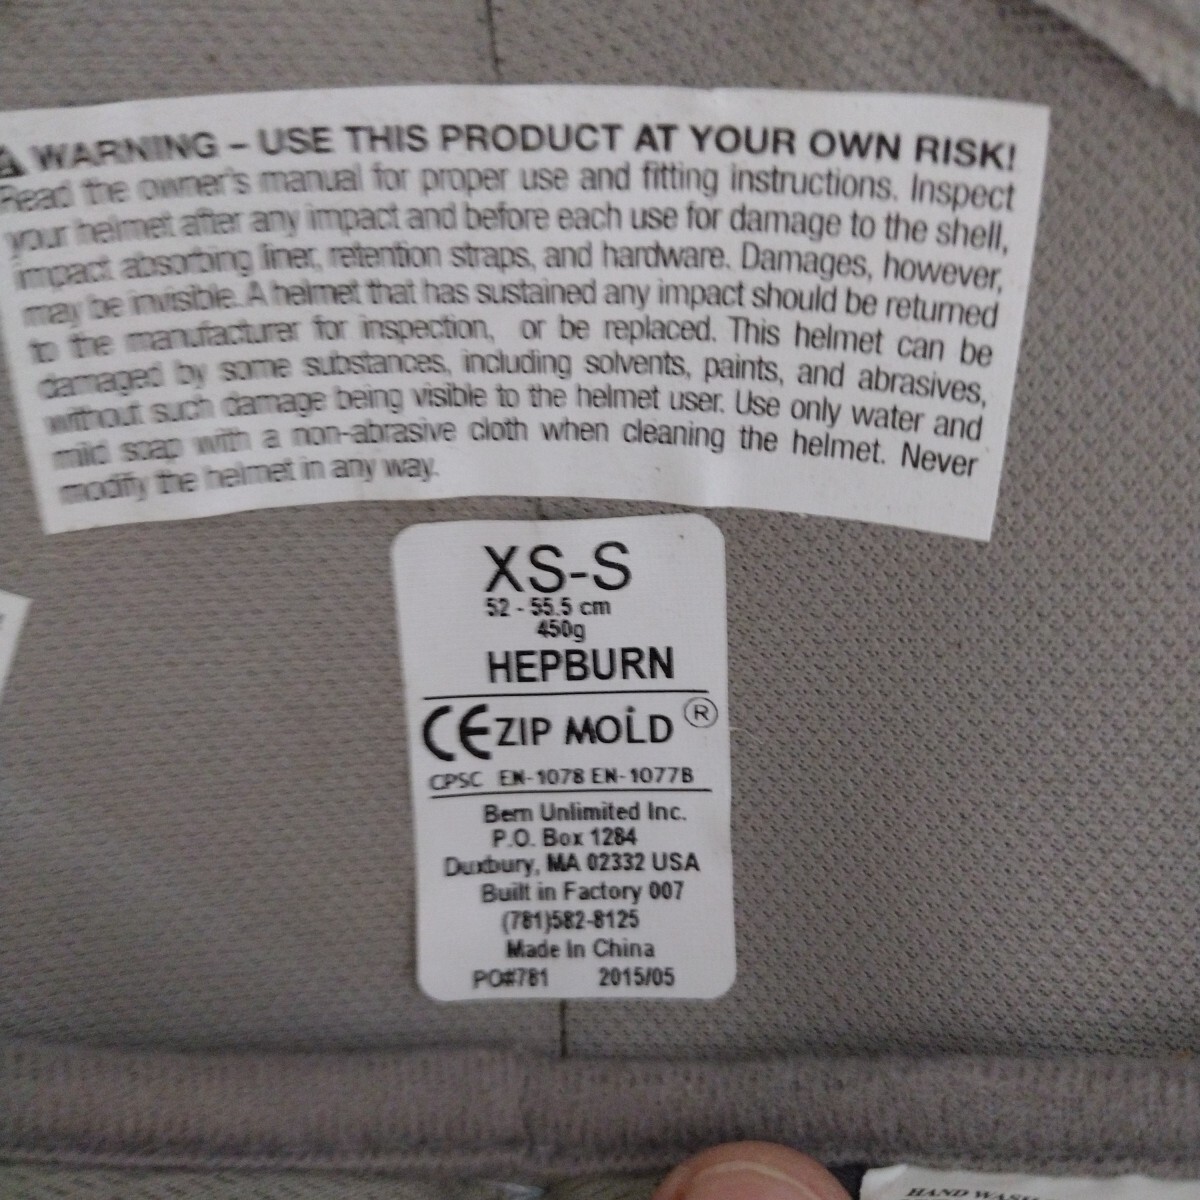 WARNING – USE THIS PRODUCT AT YOUR OWN RISK!
Read the owner's manual for proper use and fitting instructions. Inspect
your helmet after any impact and before each use for damage to the shell,
impact absorbing liner, retention straps, and hardware. Damages, however,
may be invisible. A helmet that has sustained any impact should be returned
to the manufacturer for inspection, or be replaced. This helmet can be
damaged by some substances, including solvents, paints, and abrasives,
without such damage being visible to the helmet user. Use only water and
mild soap with a non-abrasive cloth when cleaning the helmet. Never
modify the helmet in any way.
XS-S
52 - 55.5 cm
450g
HEPBURN
CE ZIP MOLD ®
CPSC EN-1078 EN-1077B
Bern Unlimited Inc.
P.O. Box 1284
Duxbury, MA 02332 USA
Built in Factory 007
(781)582-8125
Made In China
PO#781 2015/05
HAND